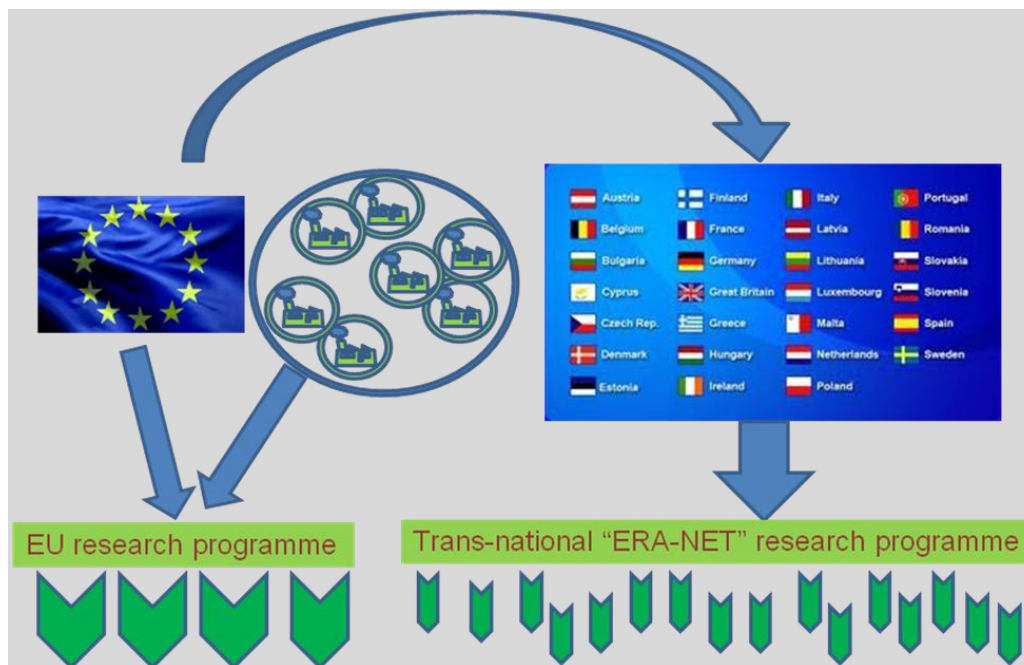 Austria Finland Italy Portugal
Belgium France Latvia Romania
Bulgaria Germany Lithuania Slovakia
Cyprus Great Britain Luxembourg Slovenia
Czech Rep. Greece Malta Spain
Denmark Hungary Netherlands Sweden
Estonia Ireland Poland
EU research programme
Trans-national “ERA-NET” research programme